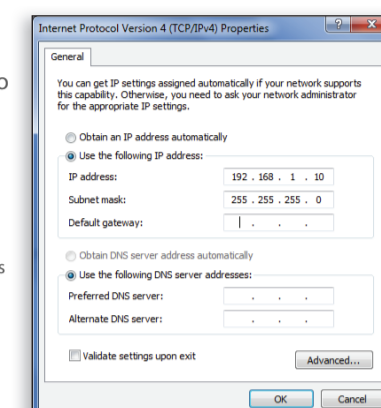 Internet Protocol Version 4 (TCP/IPv4) Properties
General
You can get IP settings assigned automatically if your network supports
this capability. Otherwise, you need to ask your network administrator
for the appropriate IP settings.
Obtain an IP address automatically
Use the following IP address:
IP address: 192 . 168 . 1 . 10
Subnet mask: 255 . 255 . 255 . 0
Default gateway: . . .
Obtain DNS server address automatically
Use the following DNS server addresses:
Preferred DNS server: . . .
Alternate DNS server: . . .
Validate settings upon exit
Advanced...
OK Cancel